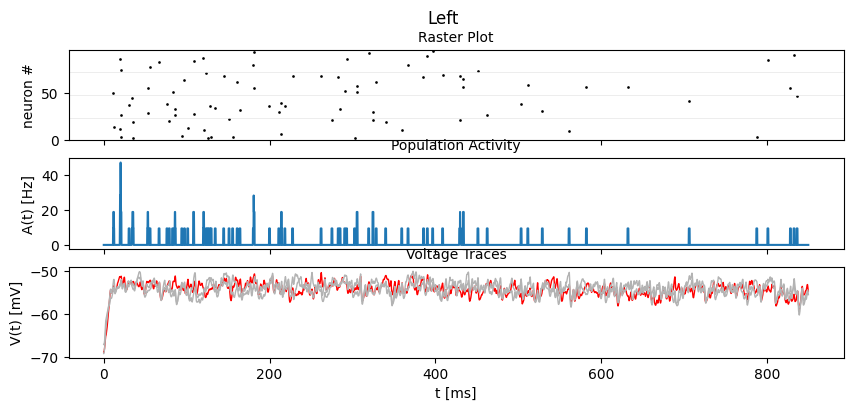 Left
Raster Plot
neuron #
50
0
Population Activity
A(t) [Hz]
40
20
0
Voltage Traces
V(t) [mV]
−50
−60
−70
0 200 400 600 800
t [ms]